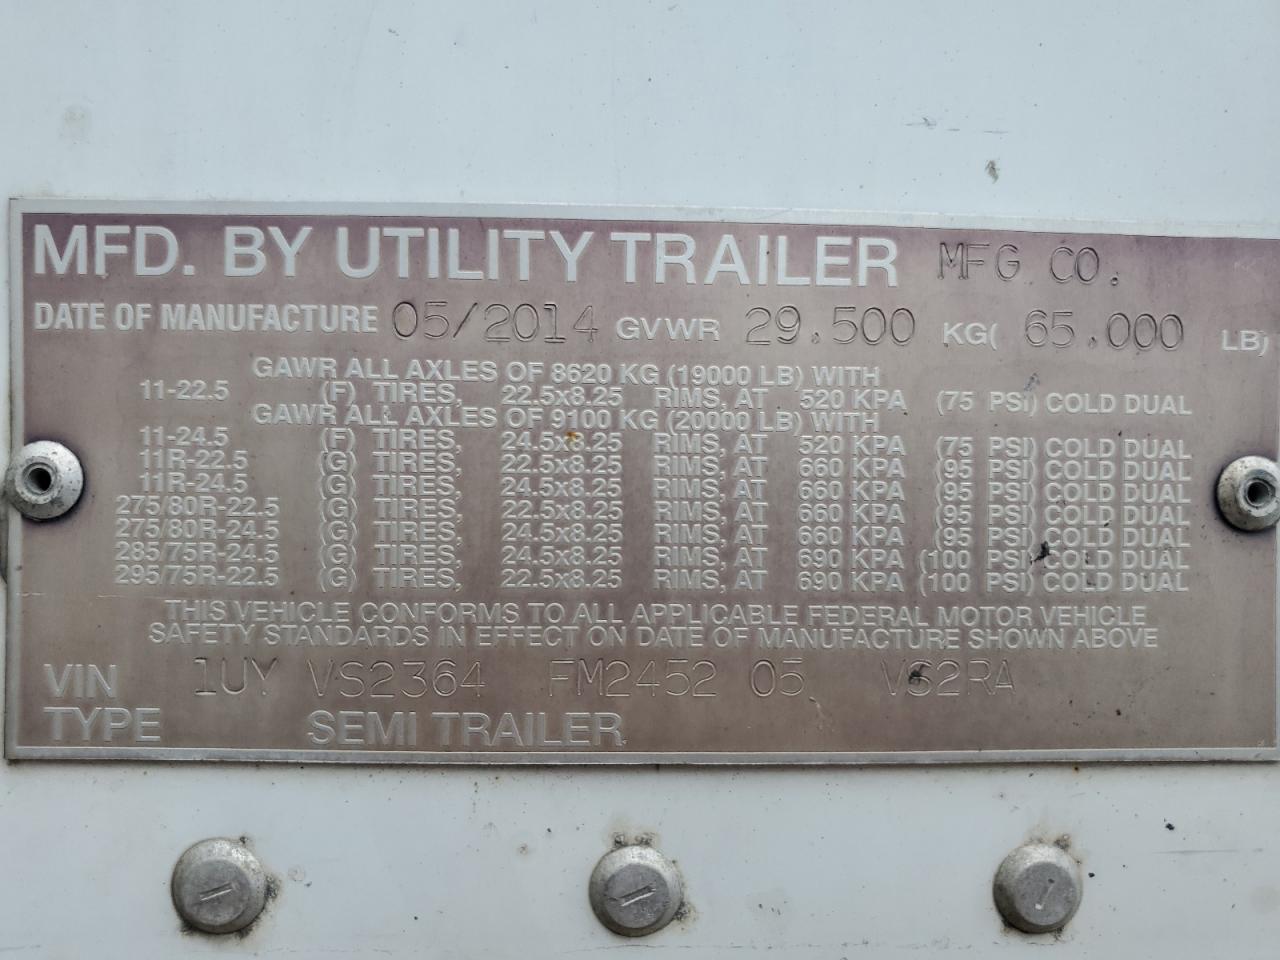 MFD. BY UTILITY TRAILER MFG CO.
DATE OF MANUFACTURE 05/2014 GVWR 29.500 KG( 65.000 LB)
GAWR ALL AXLES OF 8620 KG (19000 LB) WITH
11-22.5 (F) TIRES, 22.5x8.25 RIMS, AT 520 KPA (75 PSI) COLD DUAL
GAWR ALL AXLES OF 9100 KG (20000 LB) WITH
11-24.5 (F) TIRES, 24.5x8.25 RIMS, AT 520 KPA (75 PSI) COLD DUAL
11R-22.5 (G) TIRES, 22.5x8.25 RIMS, AT 660 KPA (95 PSI) COLD DUAL
11R-24.5 (G) TIRES, 24.5x8.25 RIMS, AT 660 KPA (95 PSI) COLD DUAL
275/80R-22.5 (G) TIRES, 22.5x8.25 RIMS, AT 660 KPA (95 PSI) COLD DUAL
275/80R-24.5 (G) TIRES, 24.5x8.25 RIMS, AT 660 KPA (95 PSI) COLD DUAL
285/75R-24.5 (G) TIRES, 24.5x8.25 RIMS, AT 690 KPA (100 PSI) COLD DUAL
295/75R-22.5 (G) TIRES, 22.5x8.25 RIMS, AT 690 KPA (100 PSI) COLD DUAL
THIS VEHICLE CONFORMS TO ALL APPLICABLE FEDERAL MOTOR VEHICLE
SAFETY STANDARDS IN EFFECT ON DATE OF MANUFACTURE SHOWN ABOVE
VIN 1UY VS2364 FM2452 05 VS2RA
TYPE SEMI TRAILER